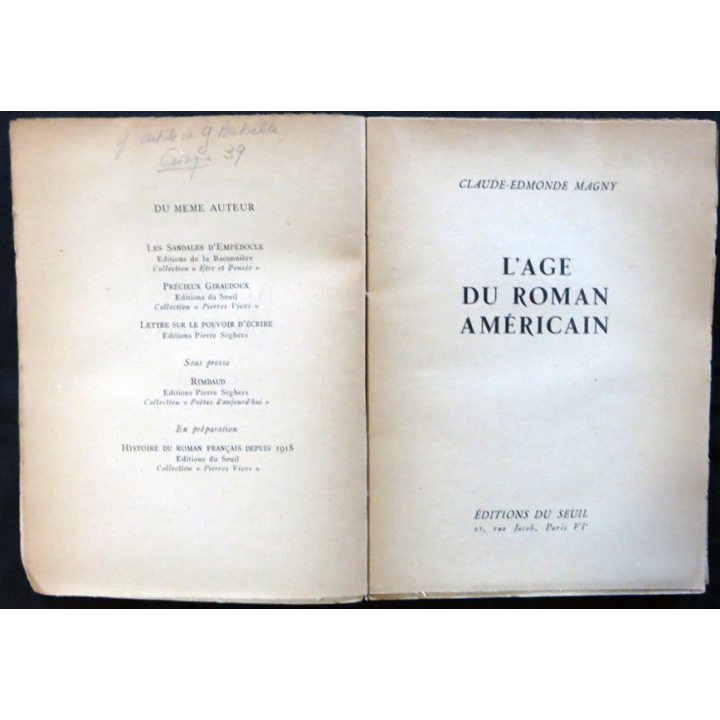 39
DU MEME AUTEUR
LES SANDALES D'EMPÉDOCLE
Editions de la Baconnière
Collection « Etre et Pensée »
PRÉCIEUX GIRAUDOUX
Editions du Seuil
Collection « Pierres Vives »
LETTRE SUR LE POUVOIR D'ÉCRIRE
Editions Pierre Seghers
Sous presse
RIMBAUD
Editions Pierre Seghers
Collection « Poètes d'aujourd'hui »
En préparation
HISTOIRE DU ROMAN FRANÇAIS DEPUIS 1918
Editions du Seuil
Collection « Pierres Vives »
CLAUDE-EDMONDE MAGNY
L'AGE
DU ROMAN
AMÉRICAIN
ÉDITIONS DU SEUIL
27, rue Jacob, Paris VIe